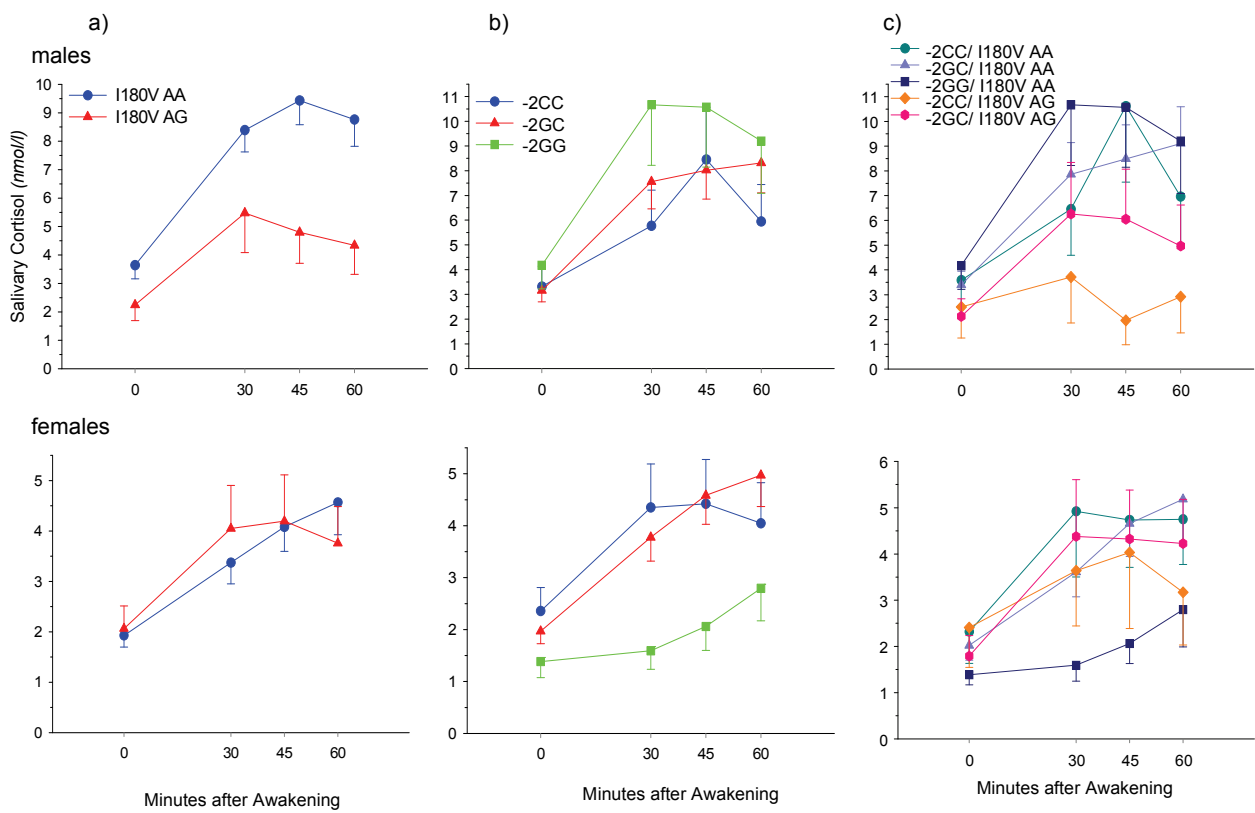 a)
b)
c)
males
I180V AA
I180V AG
-2CC
-2GC
-2GG
-2CC/ I180V AA
-2GC/ I180V AA
-2GG/ I180V AA
-2CC/ I180V AG
-2GC/ I180V AG
Salivary Cortisol (nmol/l)
10
9
8
7
6
5
4
3
2
1
0
0 30 45 60
11
10
9
8
7
6
5
4
3
2
1
0
0 30 45 60
11
10
9
8
7
6
5
4
3
2
1
0
0 30 45 60
females
5
4
3
2
1
0
0 30 45 60
Minutes after Awakening
5
4
3
2
1
0
0 30 45 60
Minutes after Awakening
6
5
4
3
2
1
0
0 30 45 60
Minutes after Awakening